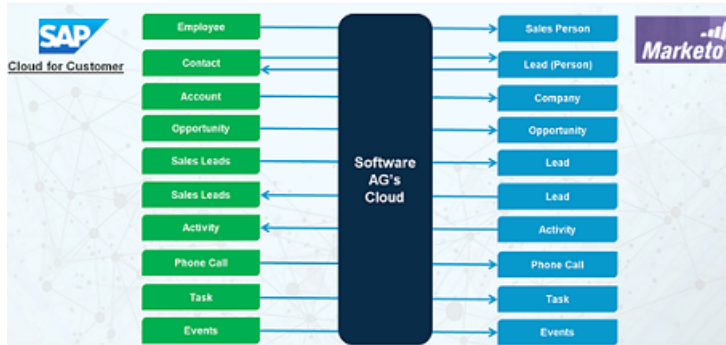 SAP
Cloud for Customer
Marketo
Employee
Sales Person
Contact
Lead (Person)
Account
Company
Opportunity
Opportunity
Sales Leads
Software
AG's
Cloud
Lead
Sales Leads
Lead
Activity
Activity
Phone Call
Phone Call
Task
Task
Events
Events